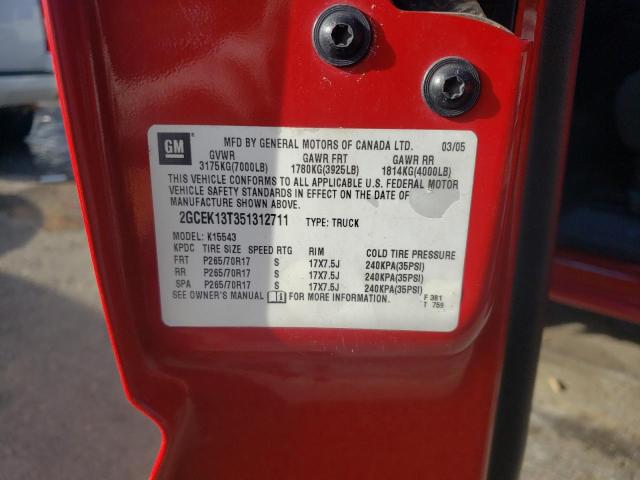 GM
MFD BY GENERAL MOTORS OF CANADA LTD. 03/05
GVWR GAWR FRT GAWR RR
3175KG(7000LB) 1780KG(3925LB) 1814KG(4000LB)
THIS VEHICLE CONFORMS TO ALL APPLICABLE U.S. FEDERAL MOTOR
VEHICLE SAFETY STANDARDS IN EFFECT ON THE DATE OF
MANUFACTURE SHOWN ABOVE.
2GCEK13T351312711 TYPE: TRUCK
MODEL: K15543
KPDC TIRE SIZE SPEED RTG RIM COLD TIRE PRESSURE
FRT P265/70R17 S 17X7.5J 240KPA(35PSI)
RR P265/70R17 S 17X7.5J 240KPA(35PSI)
SPA P265/70R17 S 17X7.5J 240KPA(35PSI)
SEE OWNER'S MANUAL FOR MORE INFORMATION.
F 381
T 759